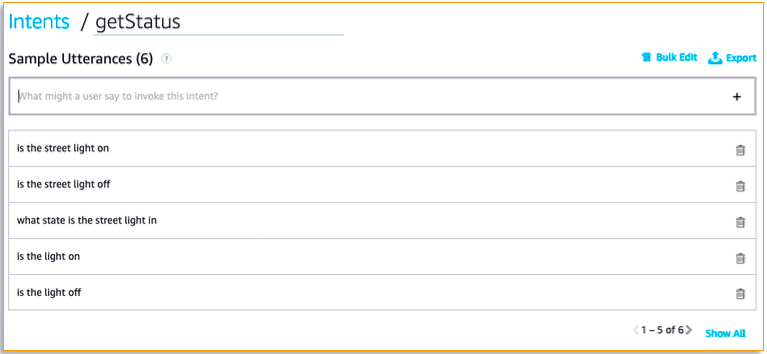 Intents / getStatus
Sample Utterances (6) ? Bulk Edit Export
What might a user say to invoke this intent? +
is the street light on
is the street light off
what state is the street light in
is the light on
is the light off
< 1 – 5 of 6 > Show All